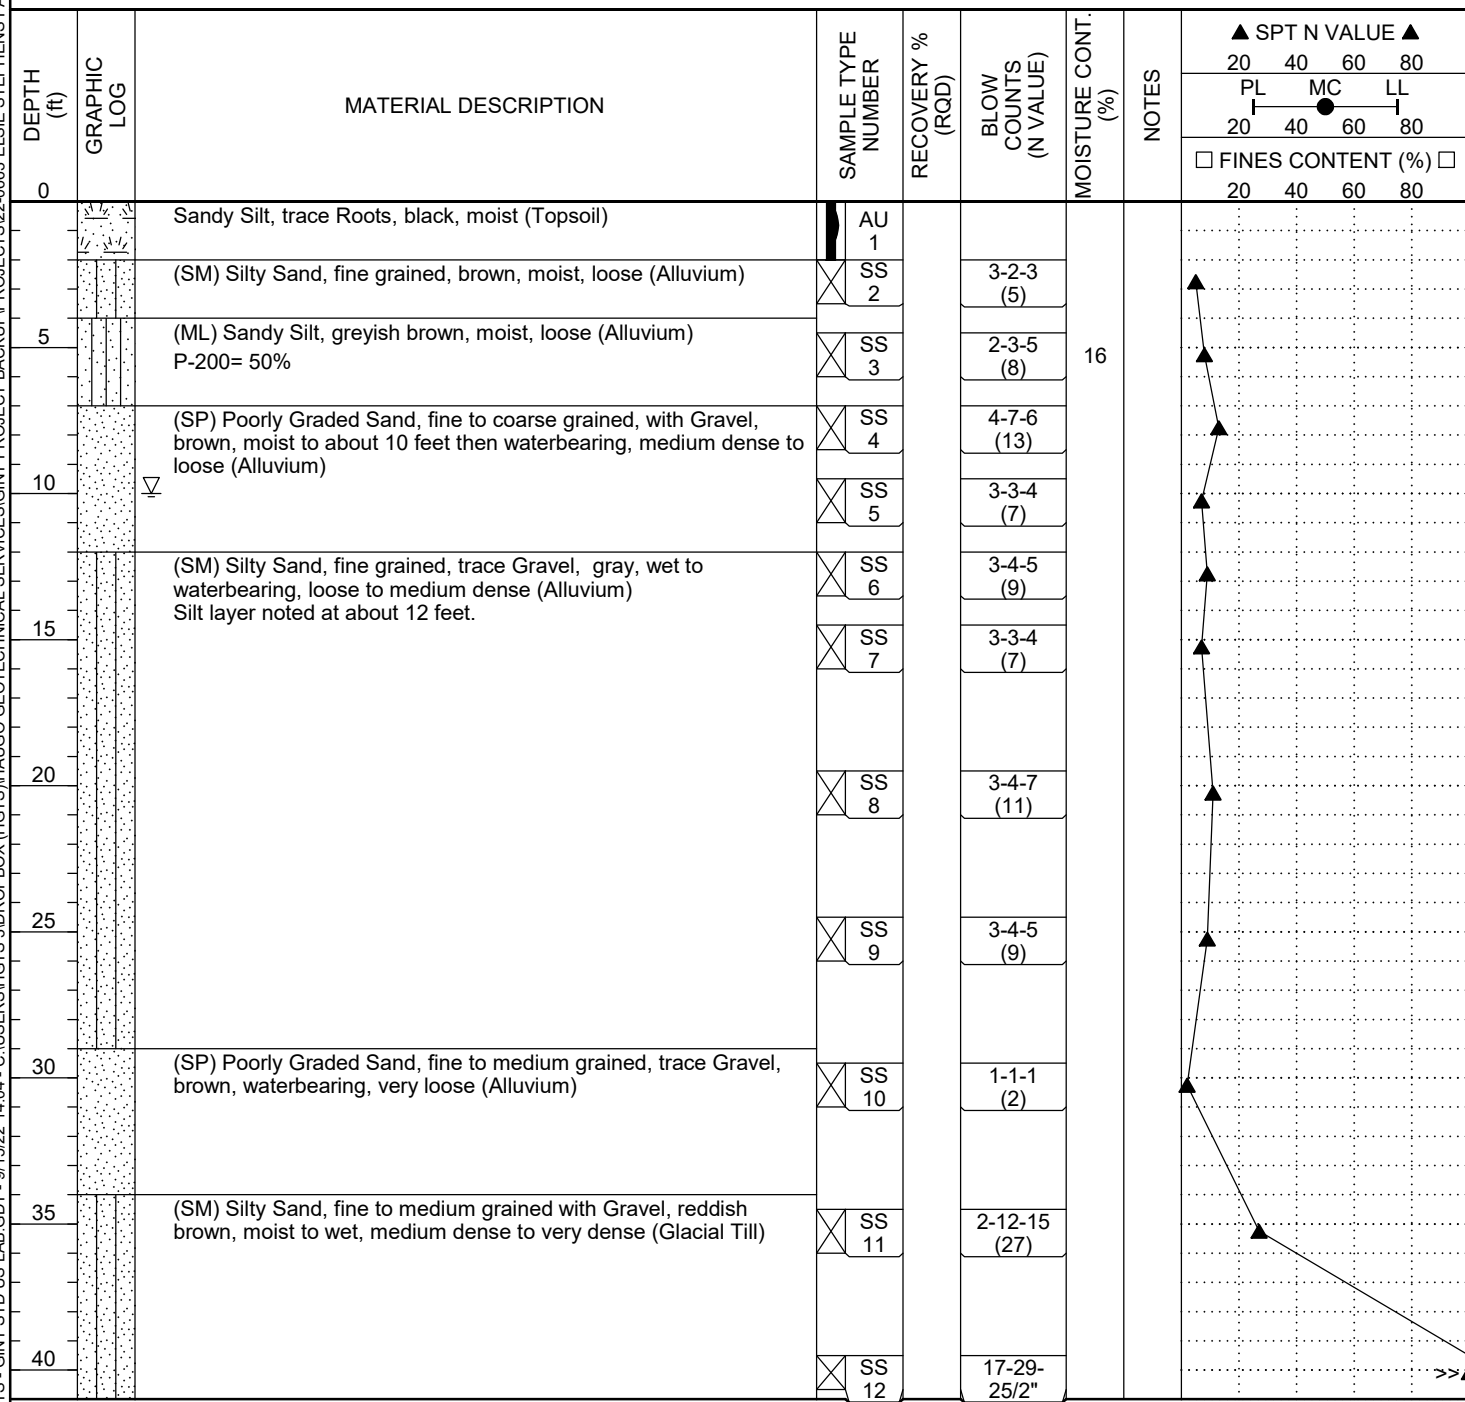 DEPTH
(ft)
GRAPHIC
LOG
MATERIAL DESCRIPTION
SAMPLE TYPE
NUMBER
RECOVERY %
(RQD)
BLOW
COUNTS
(N VALUE)
MOISTURE CONT.
(%)
NOTES
▲ SPT N VALUE ▲
20 40 60 80
PL MC LL
20 40 60 80
□ FINES CONTENT (%) □
20 40 60 80
0
Sandy Silt, trace Roots, black, moist (Topsoil)
AU
1
(SM) Silty Sand, fine grained, brown, moist, loose (Alluvium)
SS
2
3-2-3
(5)
5
(ML) Sandy Silt, greyish brown, moist, loose (Alluvium)
P-200= 50%
SS
3
2-3-5
(8)
16
(SP) Poorly Graded Sand, fine to coarse grained, with Gravel,
brown, moist to about 10 feet then waterbearing, medium dense to
loose (Alluvium)
SS
4
4-7-6
(13)
10
SS
5
3-3-4
(7)
(SM) Silty Sand, fine grained, trace Gravel, gray, wet to
waterbearing, loose to medium dense (Alluvium)
Silt layer noted at about 12 feet.
SS
6
3-4-5
(9)
15
SS
7
3-3-4
(7)
20
SS
8
3-4-7
(11)
25
SS
9
3-4-5
(9)
30
(SP) Poorly Graded Sand, fine to medium grained, trace Gravel,
brown, waterbearing, very loose (Alluvium)
SS
10
1-1-1
(2)
35
(SM) Silty Sand, fine to medium grained with Gravel, reddish
brown, moist to wet, medium dense to very dense (Glacial Till)
SS
11
2-12-15
(27)
40
SS
12
17-29-
25/2"
>>▲